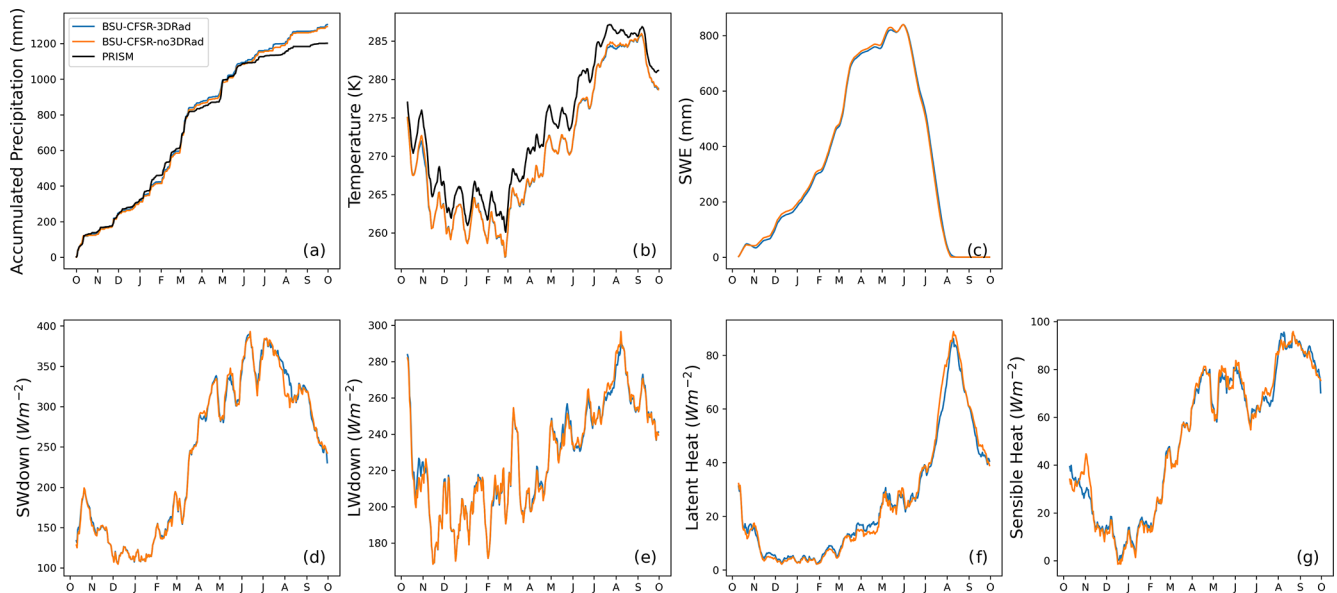 Accumulated Precipitation (mm)
1200
1000
800
600
400
200
0
BSU-CFSR-3DRad
BSU-CFSR-no3DRad
PRISM
(a)
O N D J F M A M J J A S O
Temperature (K)
285
280
275
270
265
260
(b)
O N D J F M A M J J A S O
SWE (mm)
800
600
400
200
0
(c)
O N D J F M A M J J A S O
SWdown (Wm⁻²)
400
350
300
250
200
150
100
(d)
O N D J F M A M J J A S O
LWdown (Wm⁻²)
300
280
260
240
220
200
180
(e)
O N D J F M A M J J A S O
Latent Heat (Wm⁻²)
80
60
40
20
0
(f)
O N D J F M A M J J A S O
Sensible Heat (Wm⁻²)
100
80
60
40
20
0
(g)
O N D J F M A M J J A S O